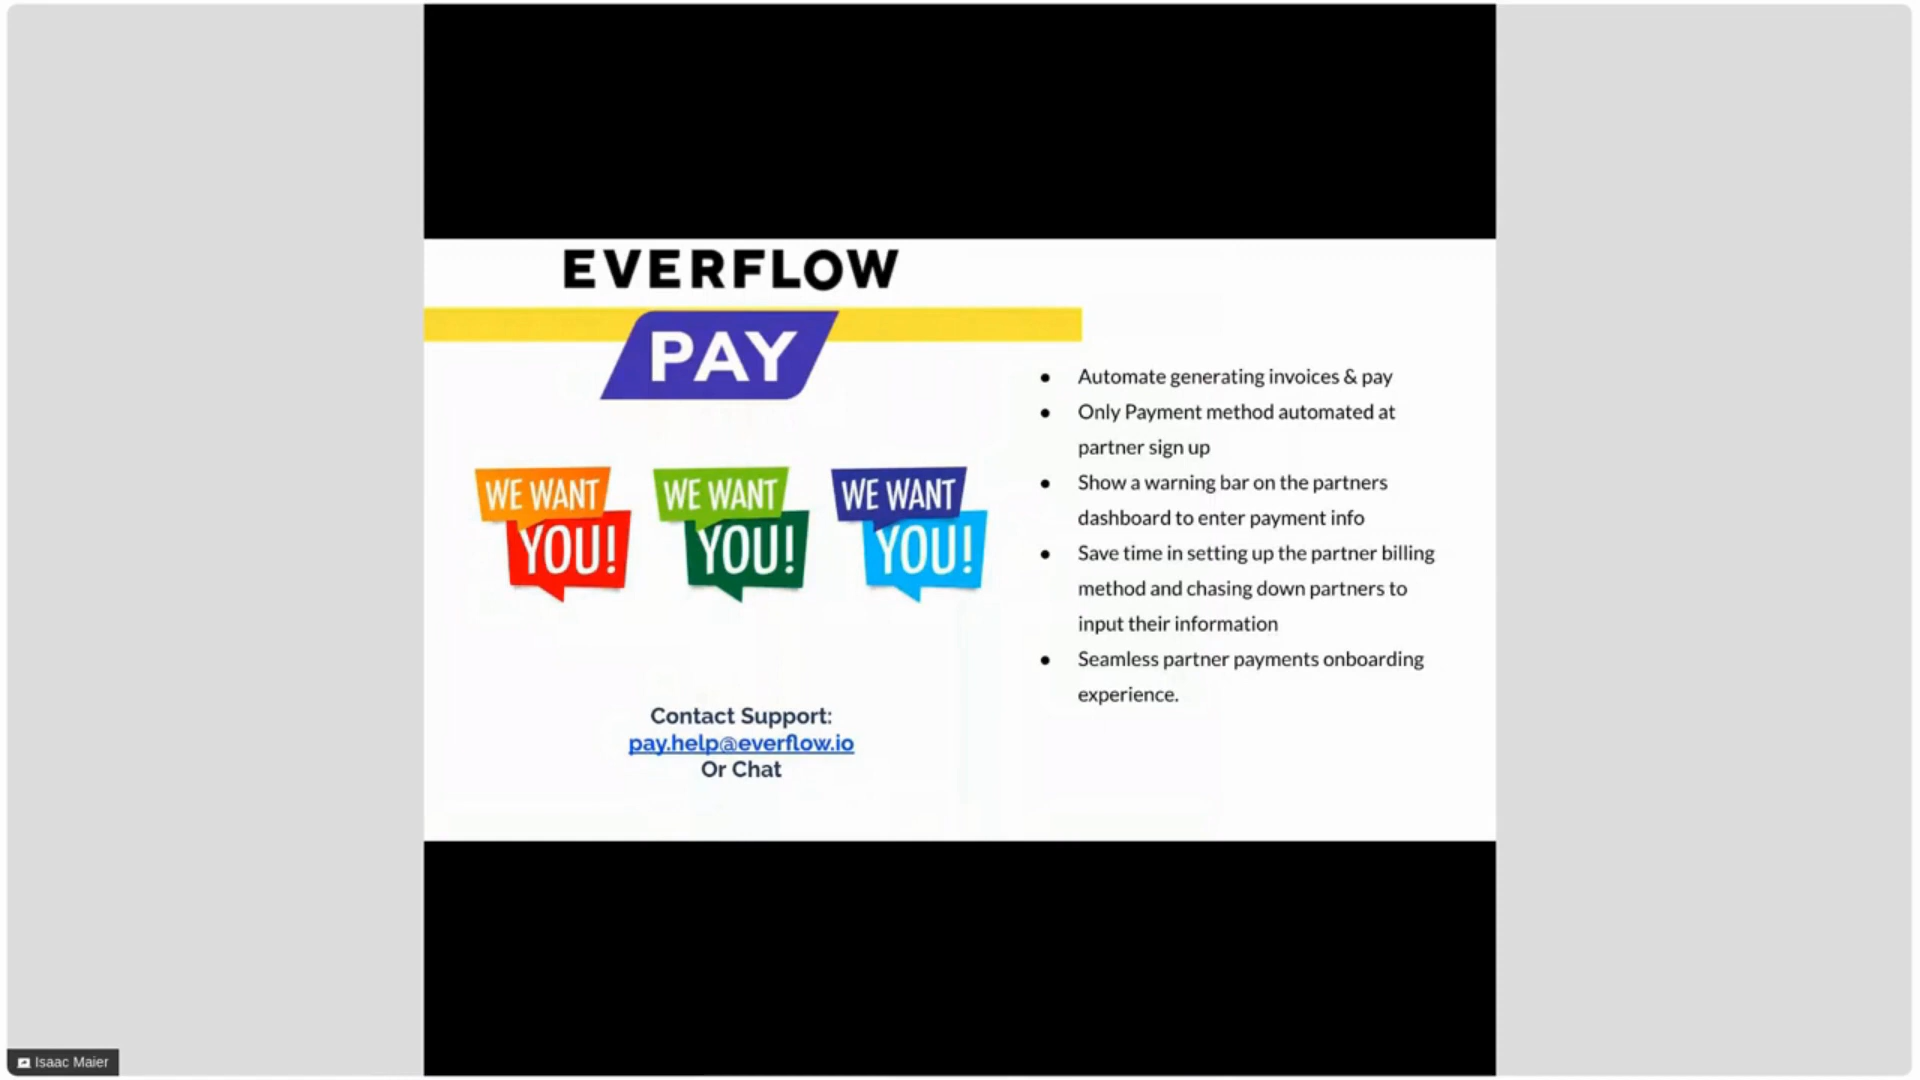 EVERFLOW
PAY
WE WANT
YOU!
WE WANT
YOU!
WE WANT
YOU!
Contact Support:
pay.help@everflow.io
Or Chat
● Automate generating invoices & pay
● Only Payment method automated at
partner sign up
● Show a warning bar on the partners
dashboard to enter payment info
● Save time in setting up the partner billing
method and chasing down partners to
input their information
● Seamless partner payments onboarding
experience.
Isaac Maier